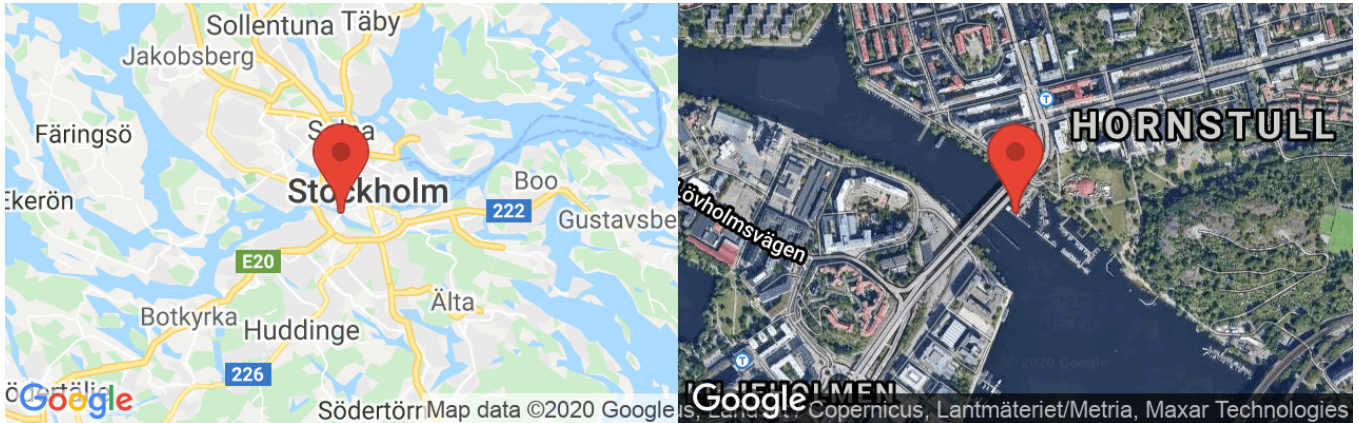 Sollentuna
Täby
Jakobsberg
Färingsö
Stockholm
Ekerön
Boo
222
Gustavsbe
E20
Älta
Botkyrka
Huddinge
226
Google
Södertörr
Map data ©2020 Google
T
HORNSTULL
Lövholmsvägen
© 2020 Google
T
Google
Copernicus, Lantmäteriet/Metria, Maxar Technologies